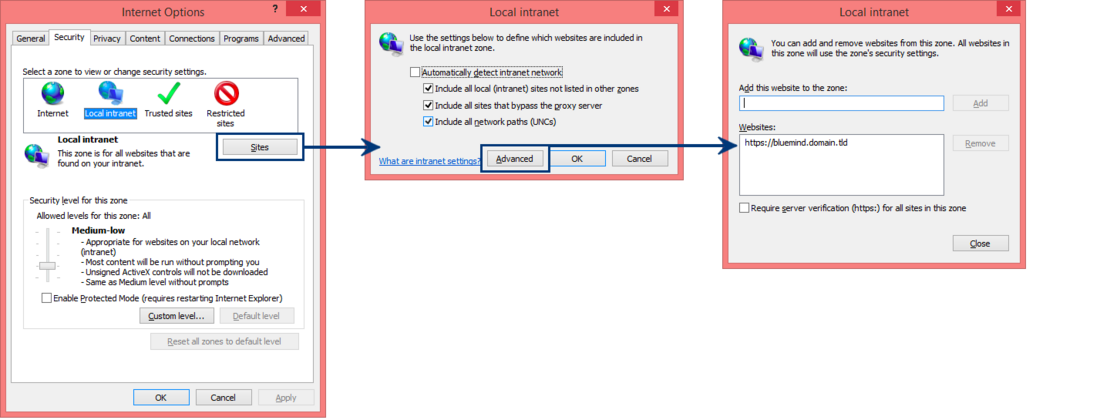 Internet Options
?
General
Security
Privacy
Content
Connections
Programs
Advanced
Select a zone to view or change security settings.
Internet
Local intranet
Trusted sites
Restricted
sites
Local intranet
This zone is for all websites that are
found on your intranet.
Sites
Security level for this zone
Allowed levels for this zone: All
Medium-low
- Appropriate for websites on your local network
(intranet)
- Most content will be run without prompting you
- Unsigned ActiveX controls will not be downloaded
- Same as Medium level without prompts
Enable Protected Mode (requires restarting Internet Explorer)
Custom level...
Default level
Reset all zones to default level
OK
Cancel
Apply
Local intranet
Use the settings below to define which websites are included in
the local intranet zone.
Automatically detect intranet network
Include all local (intranet) sites not listed in other zones
Include all sites that bypass the proxy server
Include all network paths (UNCs)
What are intranet settings?
Advanced
OK
Cancel
Local intranet
You can add and remove websites from this zone. All websites in
this zone will use the zone's security settings.
Add this website to the zone:
Add
Websites:
https://bluemind.domain.tld
Remove
Require server verification (https:) for all sites in this zone
Close